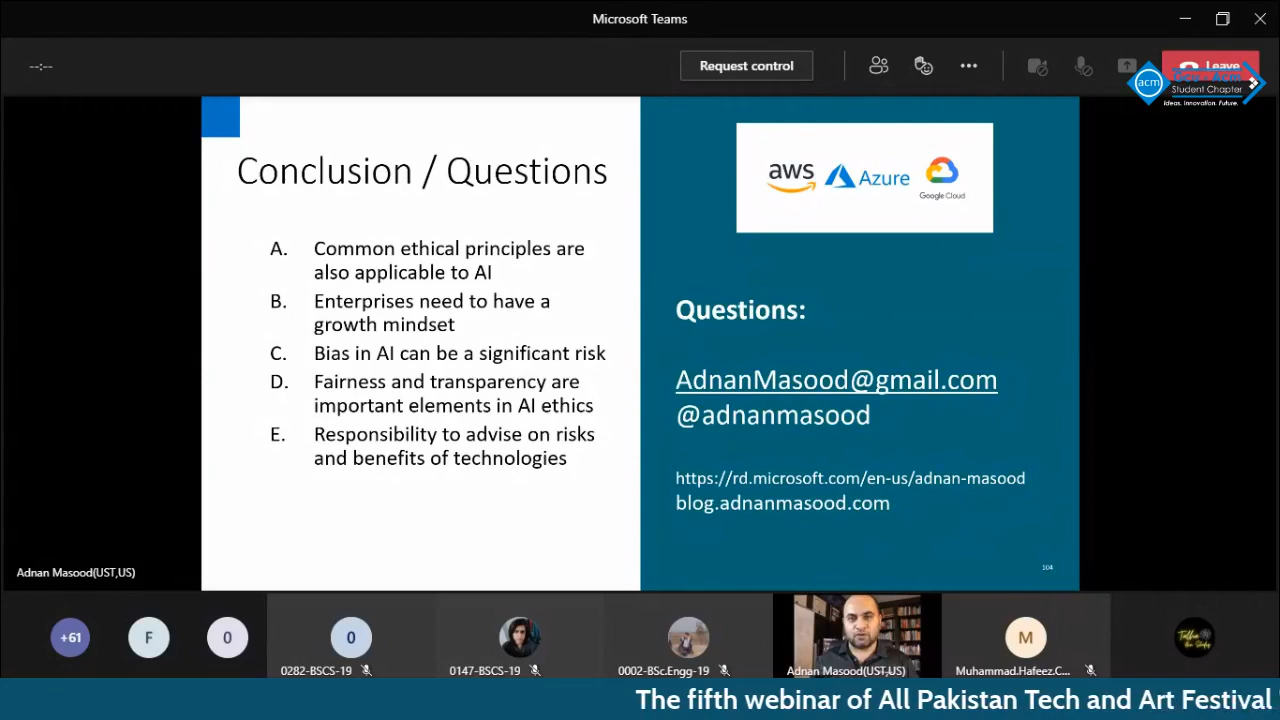 Microsoft Teams
--:--
Request control
Leave
acm
Student Chapter
Ideas. Innovation. Future.
Conclusion / Questions
A. Common ethical principles are
also applicable to AI
B. Enterprises need to have a
growth mindset
C. Bias in AI can be a significant risk
D. Fairness and transparency are
important elements in AI ethics
E. Responsibility to advise on risks
and benefits of technologies
aws
Azure
Google Cloud
Questions:
AdnanMasood@gmail.com
@adnanmasood
https://rd.microsoft.com/en-us/adnan-masood
blog.adnanmasood.com
104
Adnan Masood(UST,US)
+61
F
0
0
0282-BSCS-19
0147-BSCS-19
0002-BSc.Engg-19
Adnan Masood(UST,US)
M
Muhammad.Hafeez.C...
The fifth webinar of All Pakistan Tech and Art Festival